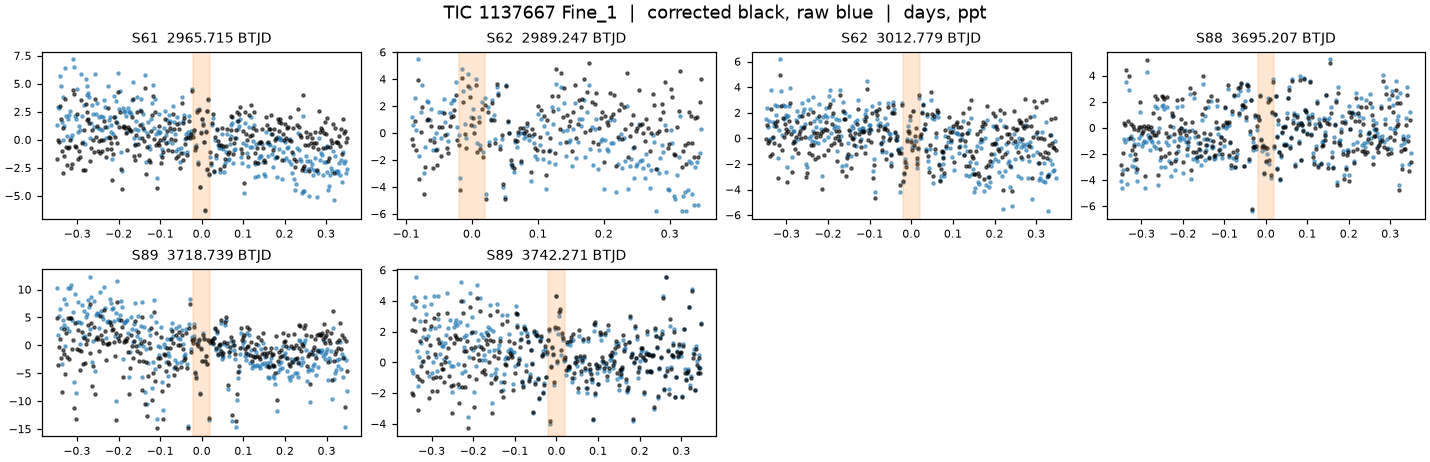 TIC 1137667 Fine_1 | corrected black, raw blue | days, ppt
S61 2965.715 BTJD
S62 2989.247 BTJD
S62 3012.779 BTJD
S88 3695.207 BTJD
7.5
5.0
2.5
0.0
−2.5
−5.0
−0.3 −0.2 −0.1 0.0 0.1 0.2 0.3
6
4
2
0
−2
−4
−6
−0.1 0.0 0.1 0.2 0.3
6
4
2
0
−2
−4
−6
−0.3 −0.2 −0.1 0.0 0.1 0.2 0.3
4
2
0
−2
−4
−6
−0.3 −0.2 −0.1 0.0 0.1 0.2 0.3
S89 3718.739 BTJD
S89 3742.271 BTJD
10
5
0
−5
−10
−15
−0.3 −0.2 −0.1 0.0 0.1 0.2 0.3
6
4
2
0
−2
−4
−0.3 −0.2 −0.1 0.0 0.1 0.2 0.3